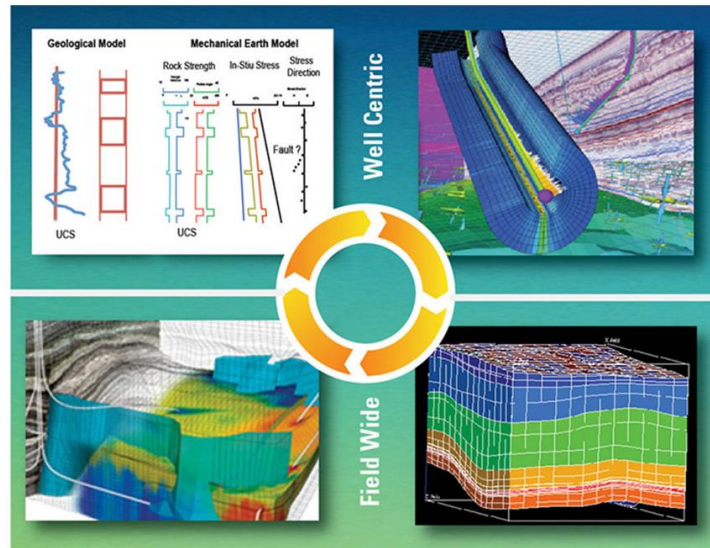 Geological Model
Mechanical Earth Model
Rock Strength
In-Stiu Stress
Stress
Direction
Fault ?
UCS
UCS
Well Centric
Field Wide
X Axis